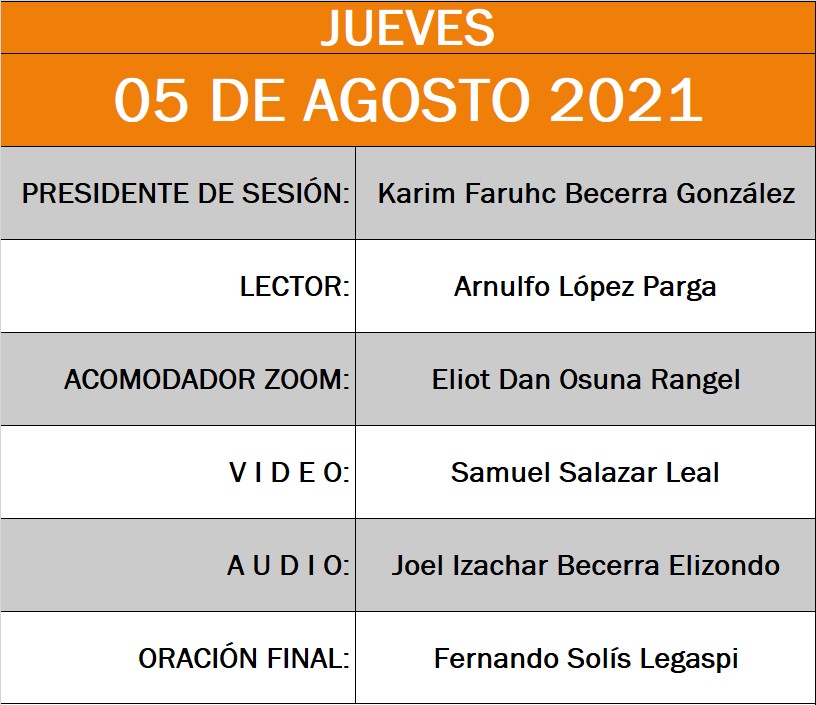 JUEVES
05 DE AGOSTO 2021
PRESIDENTE DE SESIÓN: Karim Faruhc Becerra González
LECTOR: Arnulfo López Parga
ACOMODADOR ZOOM: Eliot Dan Osuna Rangel
V I D E O: Samuel Salazar Leal
A U D I O: Joel Izachar Becerra Elizondo
ORACIÓN FINAL: Fernando Solís Legaspi